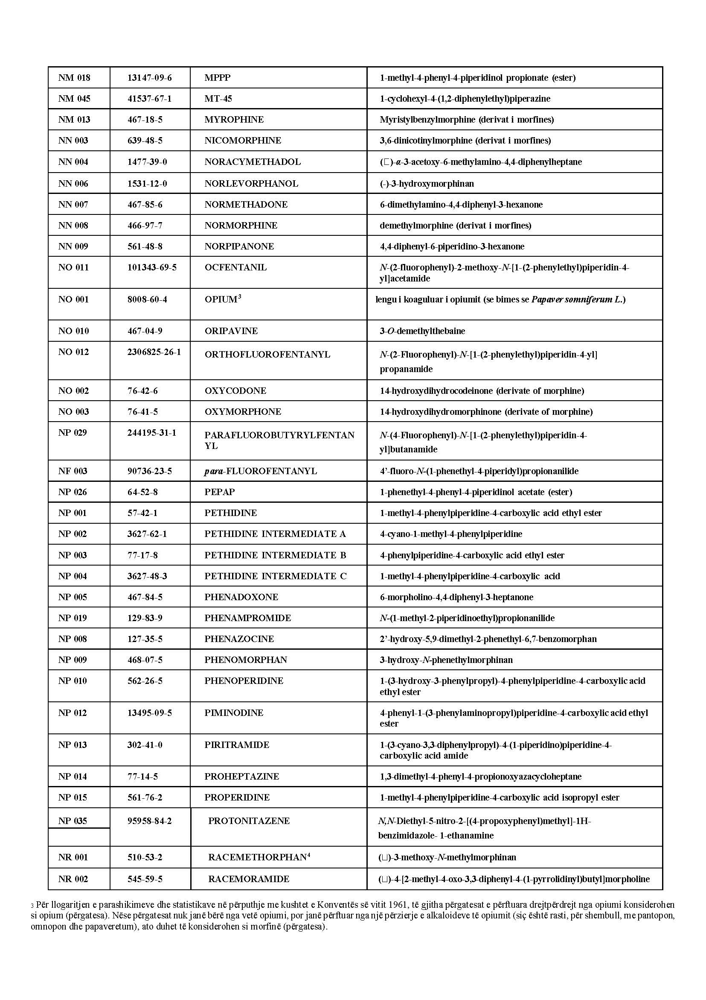 NM 018 13147-09-6 MPPP 1-methyl-4-phenyl-4-piperidinol propionate (ester)
NM 045 41537-67-1 MT-45 1-cyclohexyl-4-(1,2-diphenylethyl)piperazine
NM 013 467-18-5 MYROPHINE Myristylbenzylmorphine (derivat i morfines)
NN 003 639-48-5 NICOMORPHINE 3,6-dinicotinylmorphine (derivat i morfines)
NN 004 1477-39-0 NORACYMETHADOL (□)-α-3-acetoxy-6-methylamino-4,4-diphenylheptane
NN 006 1531-12-0 NORLEVORPHANOL (-)-3-hydroxymorphinan
NN 007 467-85-6 NORMETHADONE 6-dimethylamino-4,4-diphenyl-3-hexanone
NN 008 466-97-7 NORMORPHINE demethylmorphine (derivat i morfines)
NN 009 561-48-8 NORPIPANONE 4,4-diphenyl-6-piperidino-3-hexanone
NO 011 101343-69-5 OCFENTANIL N-(2-fluorophenyl)-2-methoxy-N-[1-(2-phenylethyl)piperidin-4-
yl]acetamide
NO 001 8008-60-4 OPIUM³ lengu i koaguluar i opiumit (se bimes se Papaver somniferum L.)
NO 010 467-04-9 ORIPAVINE 3-O-demethylthebaine
NO 012 2306825-26-1 ORTHOFLUOROFENTANYL N-(2-Fluorophenyl)-N-[1-(2-phenylethyl)piperidin-4-yl]
propanamide
NO 002 76-42-6 OXYCODONE 14-hydroxydihydrocodeinone (derivate of morphine)
NO 003 76-41-5 OXYMORPHONE 14-hydroxydihydromorphinone (derivate of morphine)
NP 029 244195-31-1 PARAFLUOROBUTYRYLFENTAN N-(4-Fluorophenyl)-N-[1-(2-phenylethyl)piperidin-4-
YL yl]butanamide
NF 003 90736-23-5 para-FLUOROFENTANYL 4’-fluoro-N-(1-phenethyl-4-piperidyl)propionanilide
NP 026 64-52-8 PEPAP 1-phenethyl-4-phenyl-4-piperidinol acetate (ester)
NP 001 57-42-1 PETHIDINE 1-methyl-4-phenylpiperidine-4-carboxylic acid ethyl ester
NP 002 3627-62-1 PETHIDINE INTERMEDIATE A 4-cyano-1-methyl-4-phenylpiperidine
NP 003 77-17-8 PETHIDINE INTERMEDIATE B 4-phenylpiperidine-4-carboxylic acid ethyl ester
NP 004 3627-48-3 PETHIDINE INTERMEDIATE C 1-methyl-4-phenylpiperidine-4-carboxylic acid
NP 005 467-84-5 PHENADOXONE 6-morpholino-4,4-diphenyl-3-heptanone
NP 019 129-83-9 PHENAMPROMIDE N-(1-methyl-2-piperidinoethyl)propionanilide
NP 008 127-35-5 PHENAZOCINE 2’-hydroxy-5,9-dimethyl-2-phenethyl-6,7-benzomorphan
NP 009 468-07-5 PHENOMORPHAN 3-hydroxy-N-phenethylmorphinan
NP 010 562-26-5 PHENOPERIDINE 1-(3-hydroxy-3-phenylpropyl)-4-phenylpiperidine-4-carboxylic acid
ethyl ester
NP 012 13495-09-5 PIMINODINE 4-phenyl-1-(3-phenylaminopropyl)piperidine-4-carboxylic acid ethyl
ester
NP 013 302-41-0 PIRITRAMIDE 1-(3-cyano-3,3-diphenylpropyl)-4-(1-piperidino)piperidine-4-
carboxylic acid amide
NP 014 77-14-5 PROHEPTAZINE 1,3-dimethyl-4-phenyl-4-propionoxyazacycloheptane
NP 015 561-76-2 PROPERIDINE 1-methyl-4-phenylpiperidine-4-carboxylic acid isopropyl ester
NP 035 95958-84-2 PROTONITAZENE N,N-Diethyl-5-nitro-2-[(4-propoxyphenyl)methyl]-1H-
benzimidazole- 1-ethanamine
NR 001 510-53-2 RACEMETHORPHAN⁴ (□)-3-methoxy-N-methylmorphinan
NR 002 545-59-5 RACEMORAMIDE (□)-4-[2-methyl-4-oxo-3,3-diphenyl-4-(1-pyrrolidinyl)butyl]morpholine
3 Për llogaritjen e parashikimeve dhe statistikave në përputhje me kushtet e Konventës së vitit 1961, të gjitha përgatesat e përftuara drejtpërdrejt nga opiumi konsiderohen
si opium (përgatesa). Nëse përgatesat nuk janë bërë nga vetë opiumi, por janë përftuar nga një përzierje e alkaloideve të opiumit (siç është rasti, për shembull, me pantopon,
omnopon dhe papaveretum), ato duhet të konsiderohen si morfinë (përgatesa).